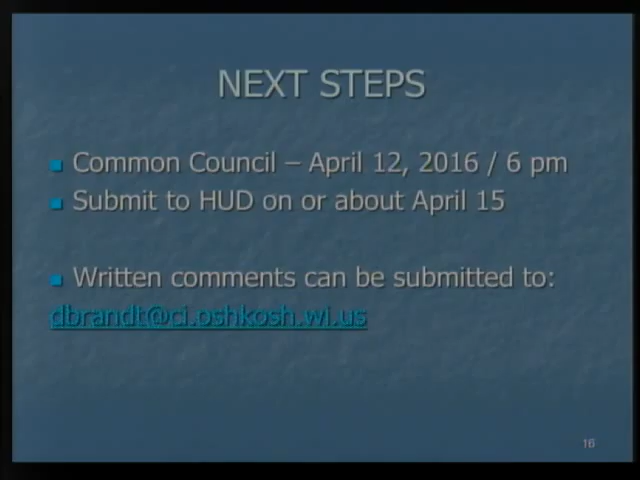 NEXT STEPS
Common Council – April 12, 2016 / 6 pm
Submit to HUD on or about April 15
Written comments can be submitted to:
dbrandt@ci.oshkosh.wi.us
16